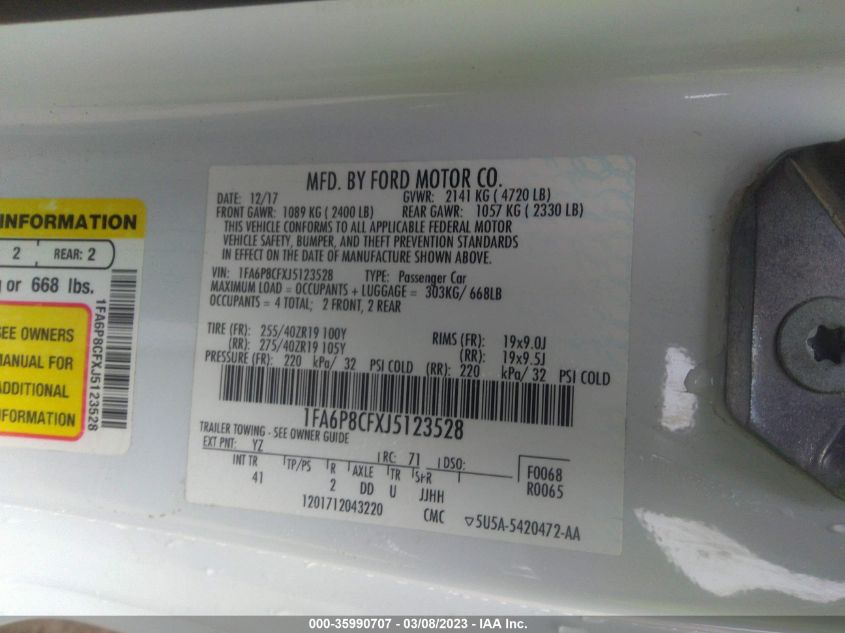 INFORMATION
2 REAR: 2
or 668 lbs.
SEE OWNERS
MANUAL FOR
ADDITIONAL
INFORMATION
1FA6P8CFXJ5123528
MFD. BY FORD MOTOR CO.
DATE: 12/17 GVWR: 2141 KG ( 4720 LB)
FRONT GAWR: 1089 KG ( 2400 LB) REAR GAWR: 1057 KG ( 2330 LB)
THIS VEHICLE CONFORMS TO ALL APPLICABLE FEDERAL MOTOR
VEHICLE SAFETY, BUMPER, AND THEFT PREVENTION STANDARDS
IN EFFECT ON THE DATE OF MANUFACTURE SHOWN ABOVE.
VIN: 1FA6P8CFXJ5123528 TYPE: Passenger Car
MAXIMUM LOAD = OCCUPANTS + LUGGAGE = 303KG/ 668LB
OCCUPANTS = 4 TOTAL; 2 FRONT, 2 REAR
TIRE (FR): 255/40ZR19 100Y RIMS (FR): 19x9.0J
(RR): 275/40ZR19 105Y (RR): 19x9.5J
PRESSURE (FR): 220 kPa/ 32 PSI COLD (RR): 220 kPa/ 32 PSI COLD
1FA6P8CFXJ5123528
TRAILER TOWING - SEE OWNER GUIDE
EXT PNT: YZ RC: 71 DSO: F0068
INT TR TP/PS R AXLE TR SPR R0065
41 2 DD U JJHH
1201712043220 CMC ▽5U5A-5420472-AA
000-35990707 - 03/08/2023 - IAA Inc.